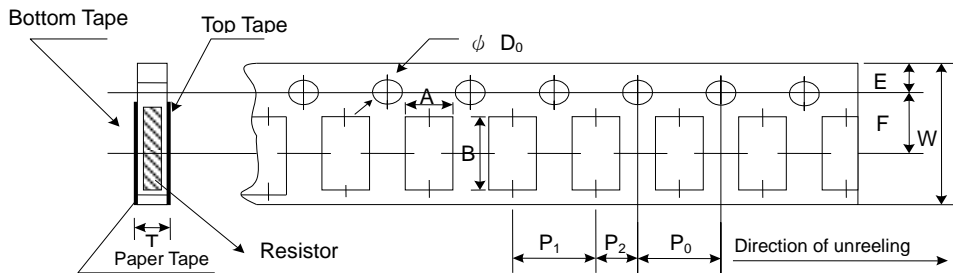 Bottom Tape
Top Tape
ϕ D₀
A
E
F
W
B
T
Paper Tape
Resistor
P₁
P₂
P₀
Direction of unreeling